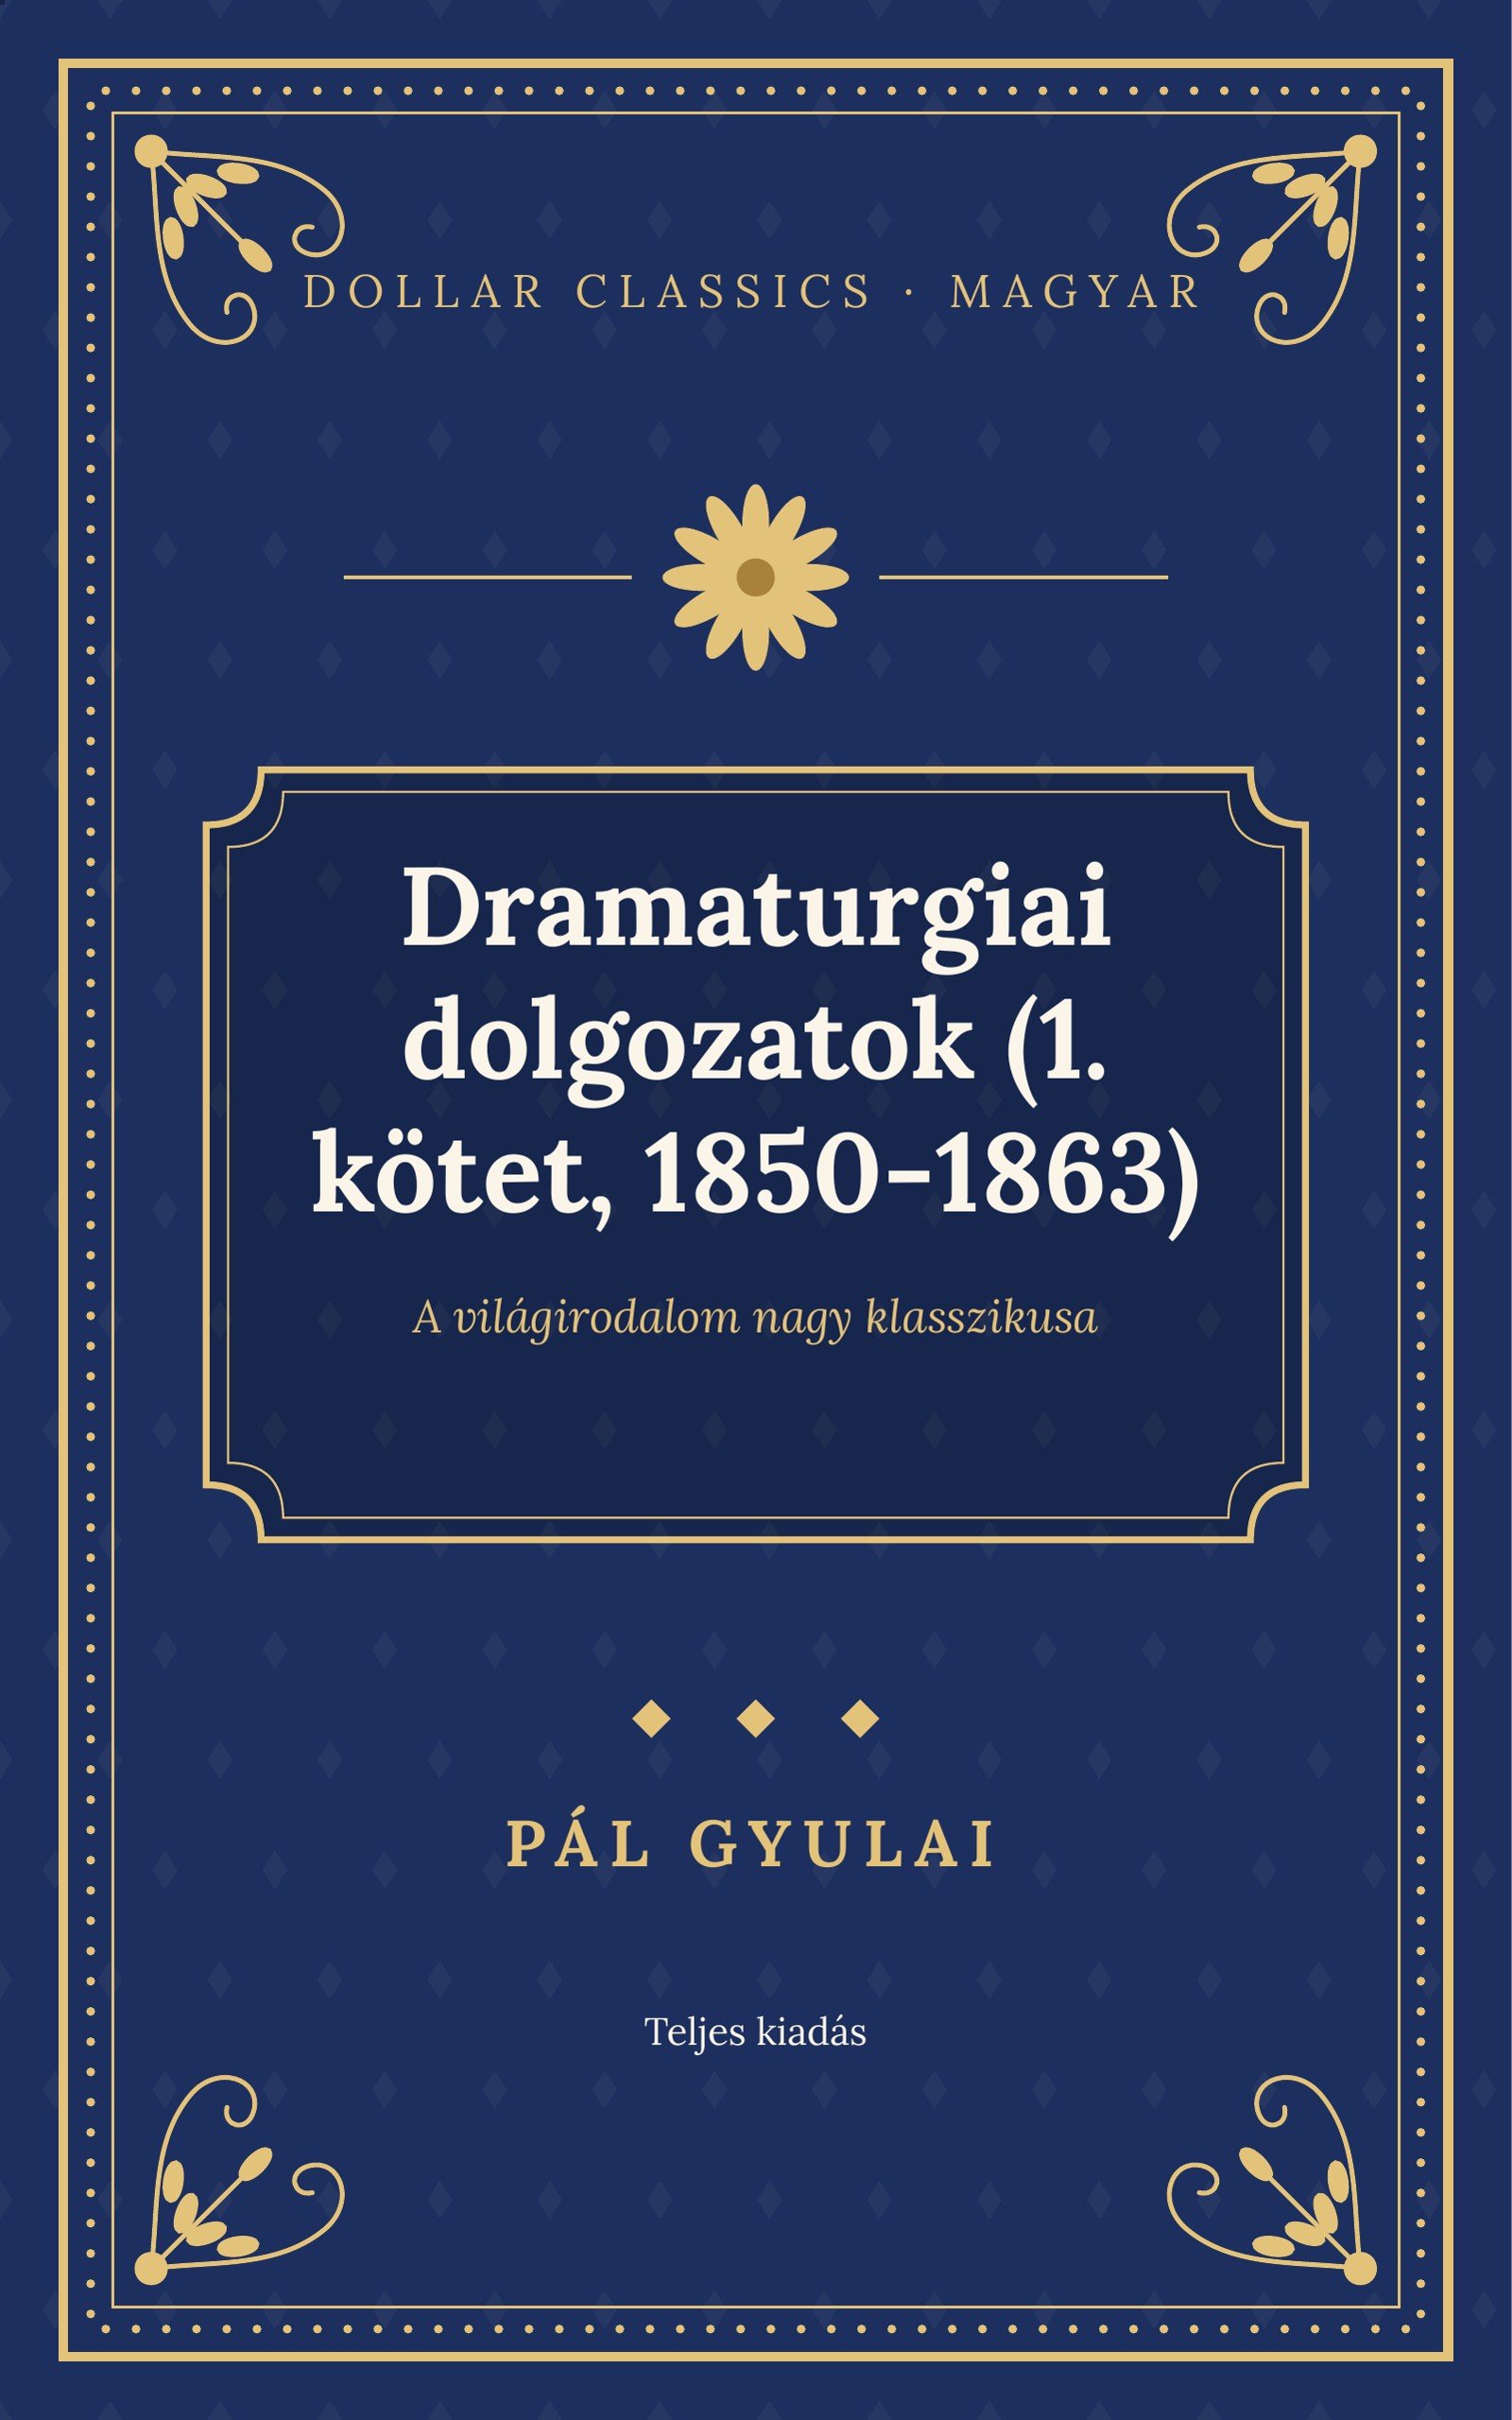 DOLLAR CLASSICS · MAGYAR
Dramaturgiai
dolgozatok (1.
kötet, 1850–1863)
A világirodalom nagy klasszikusa
PÁL GYULAI
Teljes kiadás